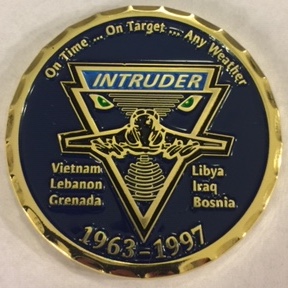 On Time ... On Target ... Any Weather
INTRUDER
Vietnam
Lebanon
Grenada
Libya
Iraq
Bosnia
1963-1997